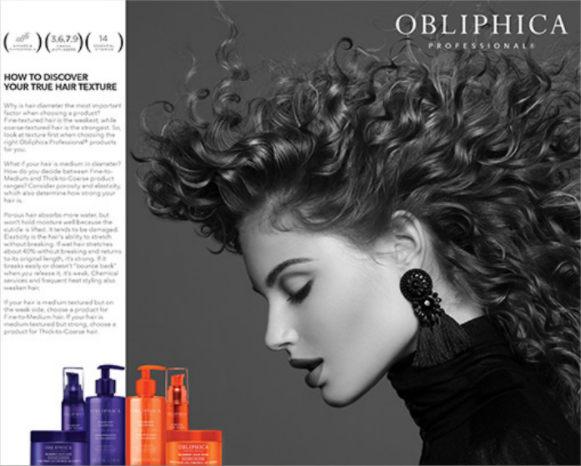 OBLIPHICA
PROFESSIONAL®
3,6,7,9
14
HOW TO DISCOVER
YOUR TRUE HAIR TEXTURE
Why is hair diameter the most important
factor when choosing a product?
Fine-textured hair is the weakest, while
coarse-textured hair is the strongest. So,
look at texture first when choosing the
right Obliphica Professional® products
for you.
What if your hair is medium in diameter?
How do you decide between Fine-to-
Medium and Thick-to-Coarse product
ranges? Consider porosity and elasticity,
which also determine how strong your
hair is.
Porous hair absorbs more water, but
won't hold moisture well because the
cuticle is lifted. It tends to be damaged.
Elasticity is the hair's ability to stretch
without breaking. If wet hair stretches
about 40% without breaking and returns
to its original length, it's strong. If it
breaks easily or doesn't "bounce back"
when you release it, it's weak. Chemical
services and frequent heat styling also
weaken hair.
If your hair is medium textured but on
the weak side, choose a product for
Fine-to-Medium hair. If your hair is
medium textured but strong, choose a
product for Thick-to-Coarse hair.
OBLIPHICA
OBLIPHICA
OBLIPHICA
OBLIPHICA